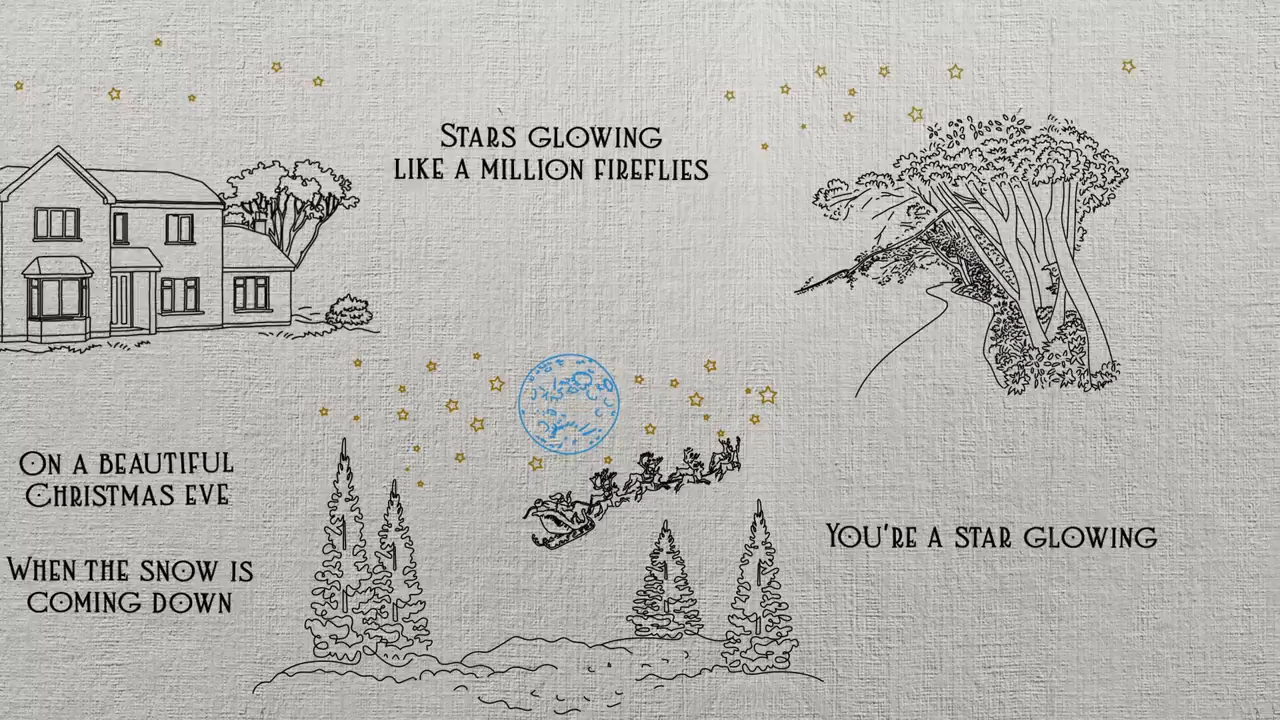 Stars glowing
like a million fireflies
On a beautiful
Christmas eve
When the snow is
coming down
You're a star glowing